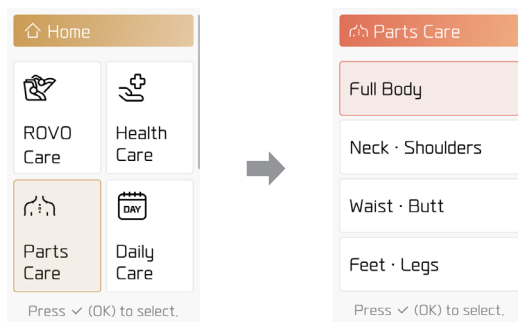 Home
ROVO
Care
Health
Care
Parts
Care
DAY
Daily
Care
Press ✓ (OK) to select.
Parts Care
Full Body
Neck · Shoulders
Waist · Butt
Feet · Legs
Press ✓ (OK) to select.